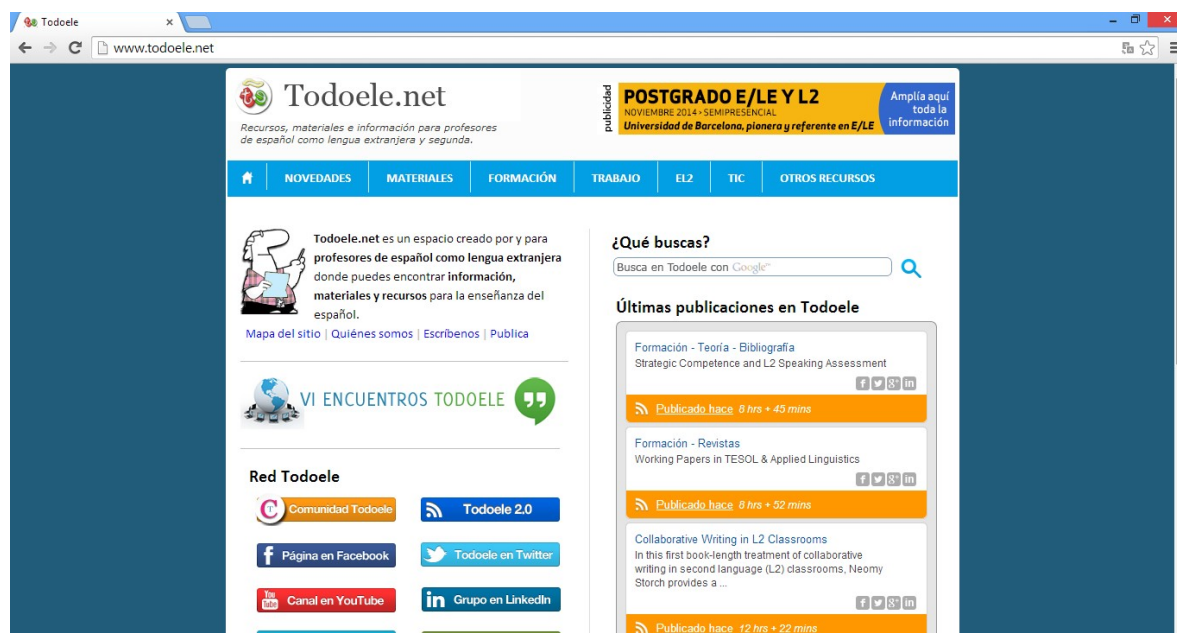 Todoele
www.todoele.net
Todoele.net
Recursos, materiales e información para profesores
de español como lengua extranjera y segunda.
publicidad
POSTGRADO E/LE Y L2
NOVIEMBRE 2014 > SEMIPRESENCIAL
Universidad de Barcelona, pionera y referente en E/LE
Amplía aquí
toda la
información
NOVEDADES MATERIALES FORMACIÓN TRABAJO EL2 TIC OTROS RECURSOS
Todoele.net es un espacio creado por y para
profesores de español como lengua extranjera
donde puedes encontrar información,
materiales y recursos para la enseñanza del
español.
Mapa del sitio | Quiénes somos | Escríbenos | Publica
VI ENCUENTROS TODOELE
Red Todoele
Comunidad Todoele
Todoele 2.0
Página en Facebook
Todoele en Twitter
You
Tube
Canal en YouTube
in Grupo en LinkedIn
¿Qué buscas?
Busca en Todoele con Google™
Últimas publicaciones en Todoele
Formación - Teoría - Bibliografía
Strategic Competence and L2 Speaking Assessment
Publicado hace 8 hrs + 45 mins
Formación - Revistas
Working Papers in TESOL & Applied Linguistics
Publicado hace 8 hrs + 52 mins
Collaborative Writing in L2 Classrooms
In this first book-length treatment of collaborative
writing in second language (L2) classrooms, Neomy
Storch provides a ...
Publicado hace 12 hrs + 22 mins